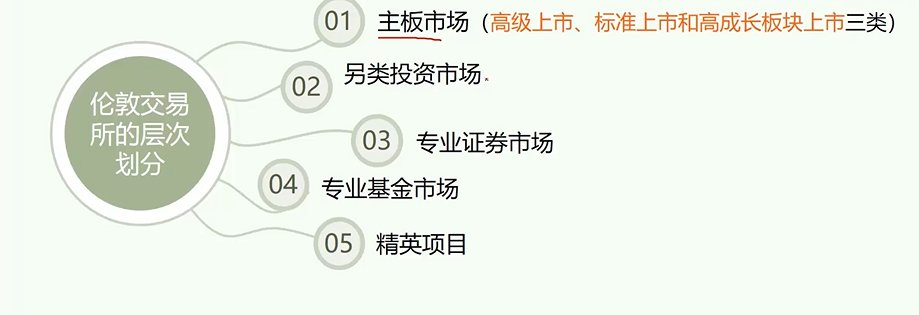 伦敦交易
所的层次
划分
01
主板市场（高级上市、标准上市和高成长板块上市三类）
02
另类投资市场
03
专业证券市场
04
专业基金市场
05
精英项目